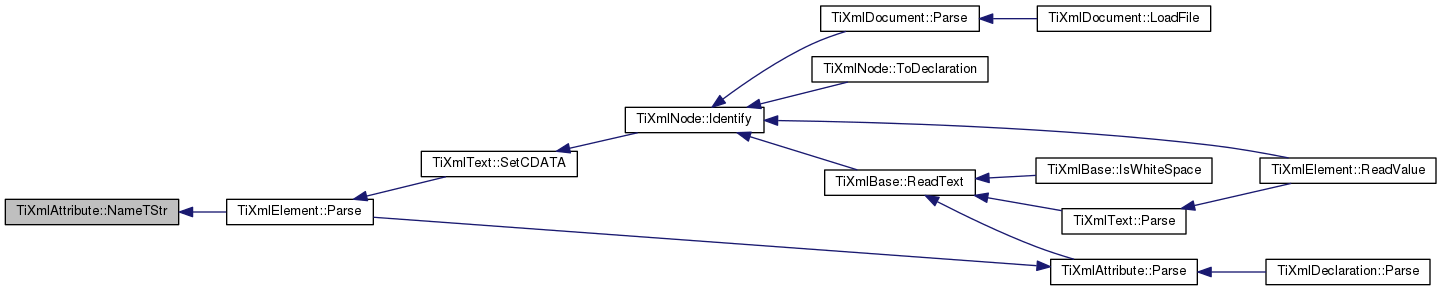 TiXmlDocument::Parse
TiXmlDocument::LoadFile
TiXmlNode::ToDeclaration
TiXmlNode::Identify
TiXmlText::SetCDATA
TiXmlBase::ReadText
TiXmlBase::IsWhiteSpace
TiXmlElement::ReadValue
TiXmlAttribute::NameTStr
TiXmlElement::Parse
TiXmlText::Parse
TiXmlAttribute::Parse
TiXmlDeclaration::Parse